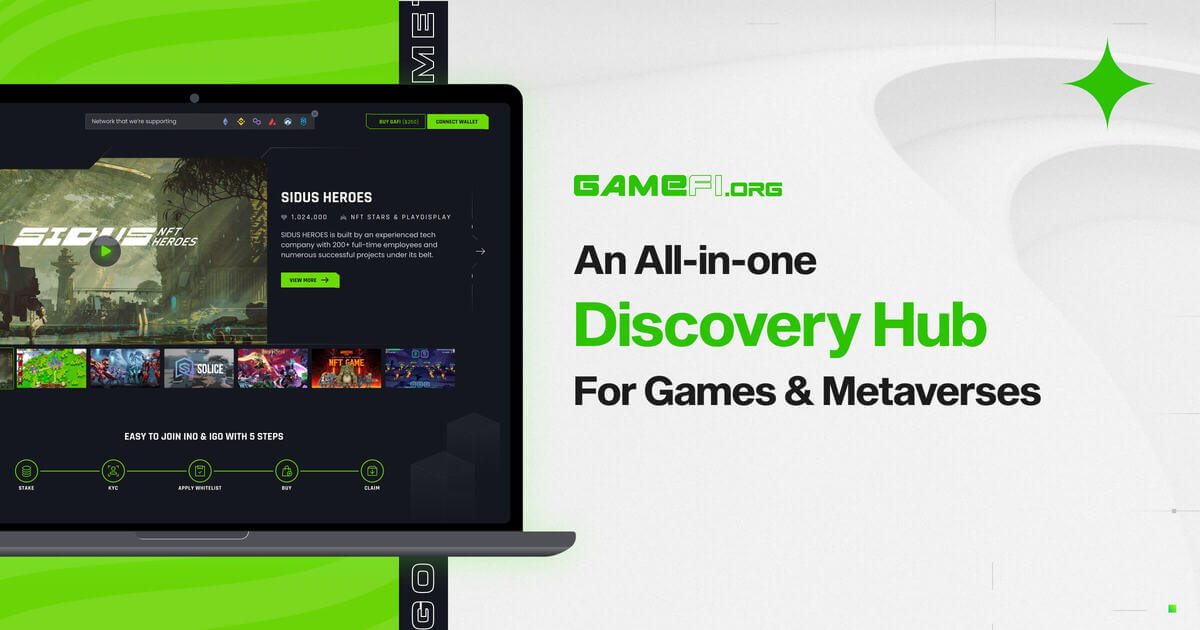 ME
Network that we're supporting
BUY GAFI ($250)
CONNECT WALLET
SIDUS NFT
HEROES
SIDUS HEROES
1,024,000 NFT STARS & PLAYDISPLAY
SIDUS HEROES is built by an experienced tech
company with 200+ full-time employees and
numerous successful projects under its belt.
VIEW MORE
SOLICE
NFT GAME
EASY TO JOIN INO & IGO WITH 5 STEPS
STAKE
KYC
APPLY WHITELIST
BUY
CLAIM
GO
GAMEFI.ORG
An All-in-one
Discovery Hub
For Games & Metaverses